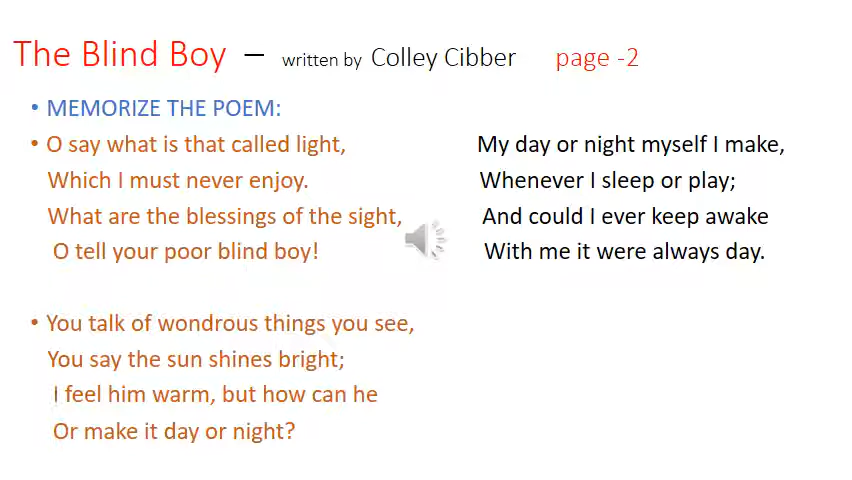 The Blind Boy – written by Colley Cibber page -2
• MEMORIZE THE POEM:
• O say what is that called light,
Which I must never enjoy.
What are the blessings of the sight,
O tell your poor blind boy!
• You talk of wondrous things you see,
You say the sun shines bright;
I feel him warm, but how can he
Or make it day or night?
My day or night myself I make,
Whenever I sleep or play;
And could I ever keep awake
With me it were always day.